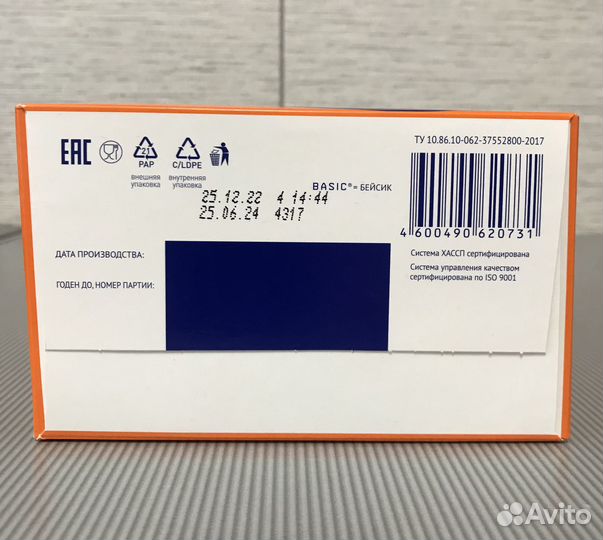 ТУ 10.86.10-062-37552800-2017
EAC
21
PAP
C/LDPE
внешняя
упаковка
внутренняя
упаковка
BASIC® = БЕЙСИК
25.12.22 4 14:44
25.06.24 4317
4 600490 620731
ДАТА ПРОИЗВОДСТВА:
ГОДЕН ДО, НОМЕР ПАРТИИ:
Система ХАССП сертифицирована
Система управления качеством
сертифицирована по ISO 9001
Avito